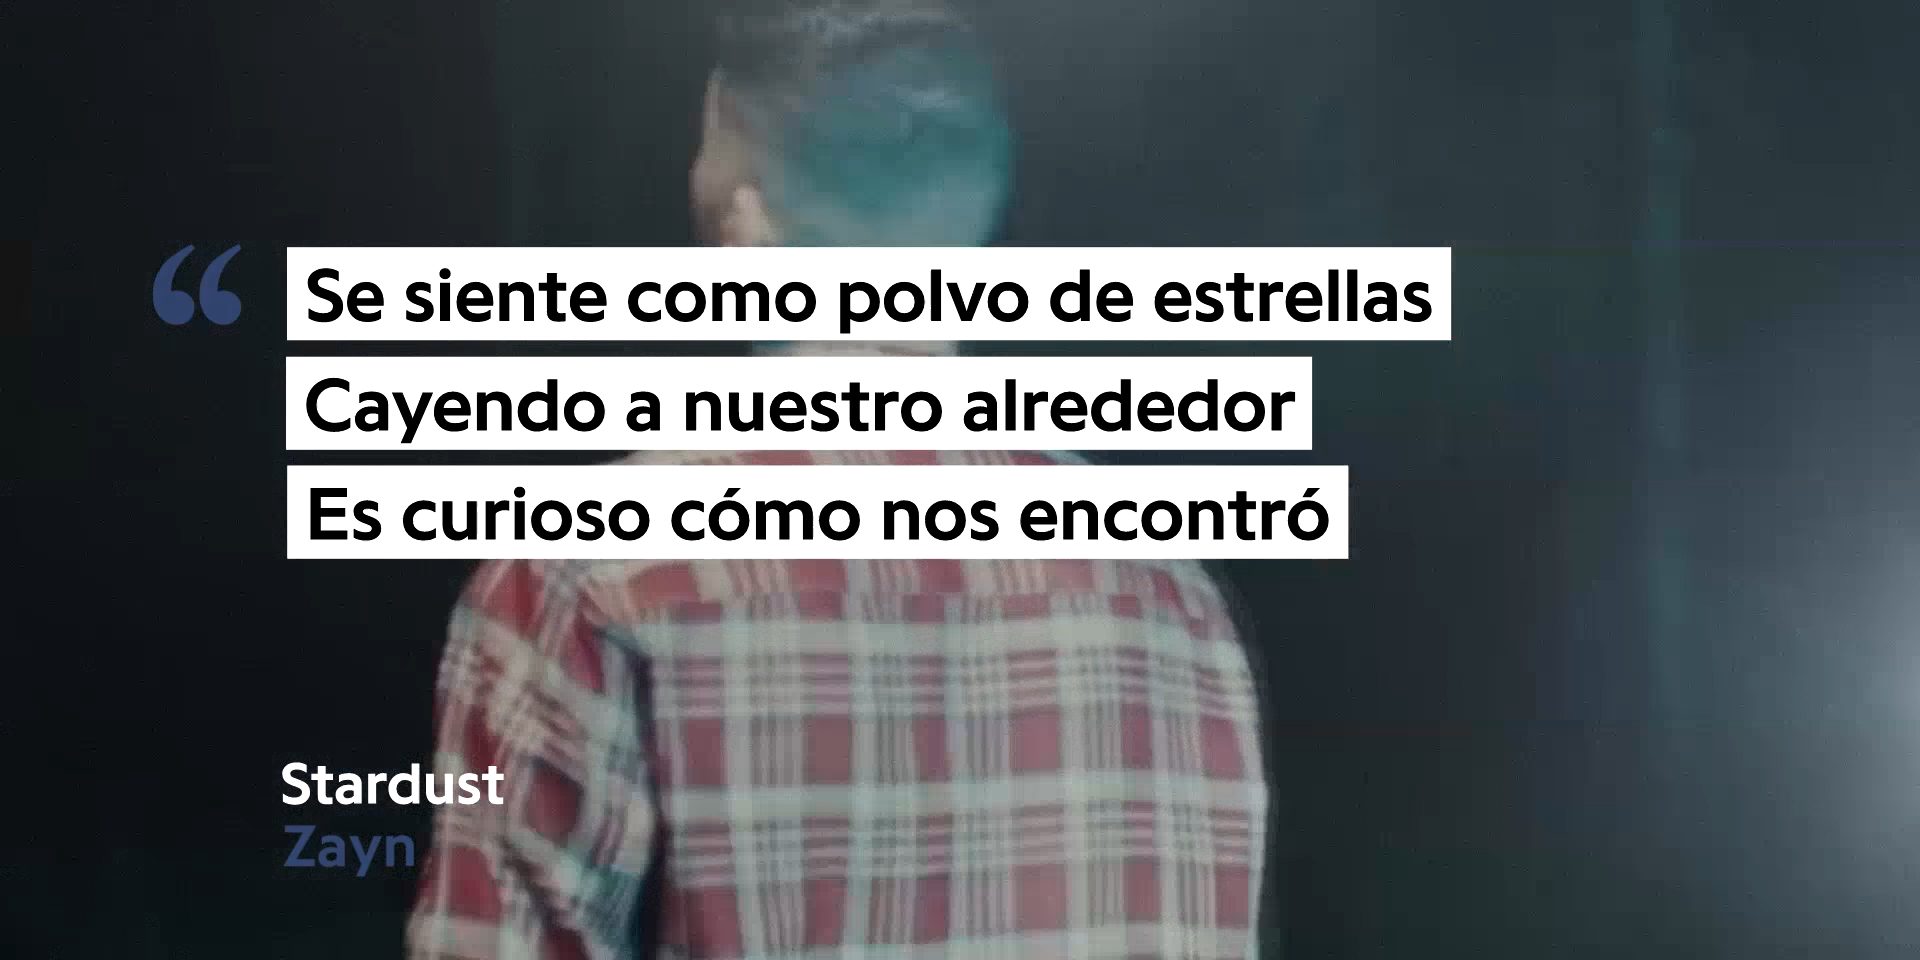 “
Se siente como polvo de estrellas
Cayendo a nuestro alrededor
Es curioso cómo nos encontró
Stardust
Zayn